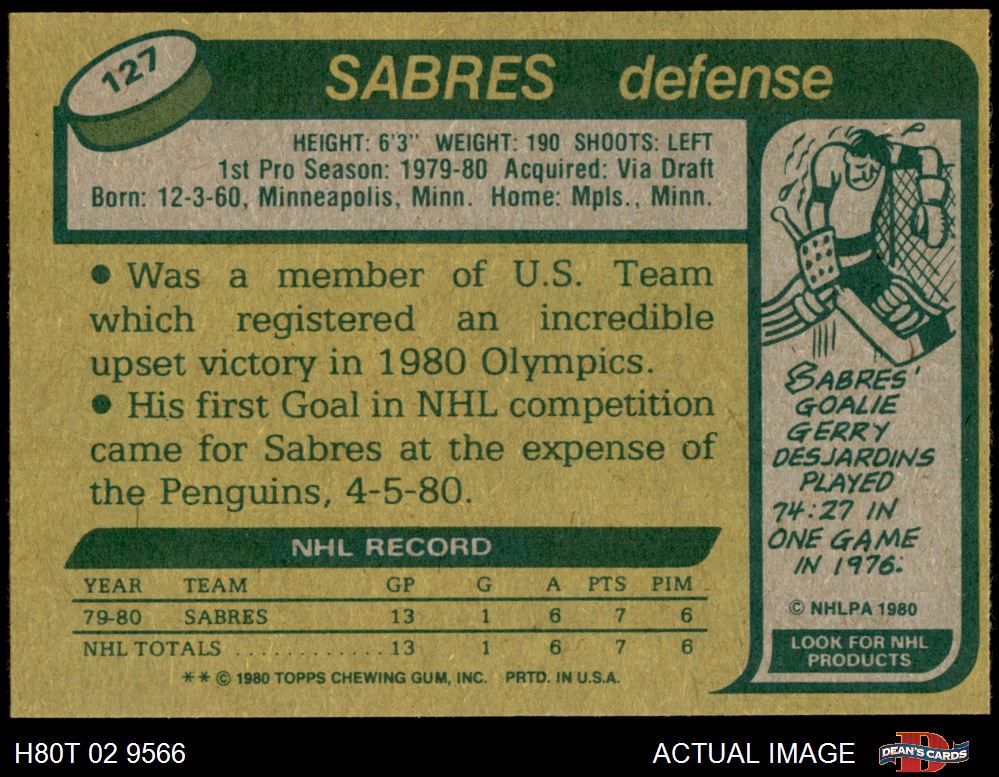 127
SABRES defense
HEIGHT: 6'3" WEIGHT: 190 SHOOTS: LEFT
1st Pro Season: 1979-80 Acquired: Via Draft
Born: 12-3-60, Minneapolis, Minn. Home: Mpls., Minn.
● Was a member of U.S. Team
which registered an incredible
upset victory in 1980 Olympics.
● His first Goal in NHL competition
came for Sabres at the expense of
the Penguins, 4-5-80.
NHL RECORD
YEAR TEAM GP G A PTS PIM
79-80 SABRES 13 1 6 7 6
NHL TOTALS . . . . . . . . . . . . 13 1 6 7 6
** © 1980 TOPPS CHEWING GUM, INC. PRTD. IN U.S.A.
SABRES'
GOALIE
GERRY
DESJARDINS
PLAYED
74:27 IN
ONE GAME
IN 1976.
© NHLPA 1980
LOOK FOR NHL
PRODUCTS
H80T 02 9566
ACTUAL IMAGE
D
DEAN'S CARDS